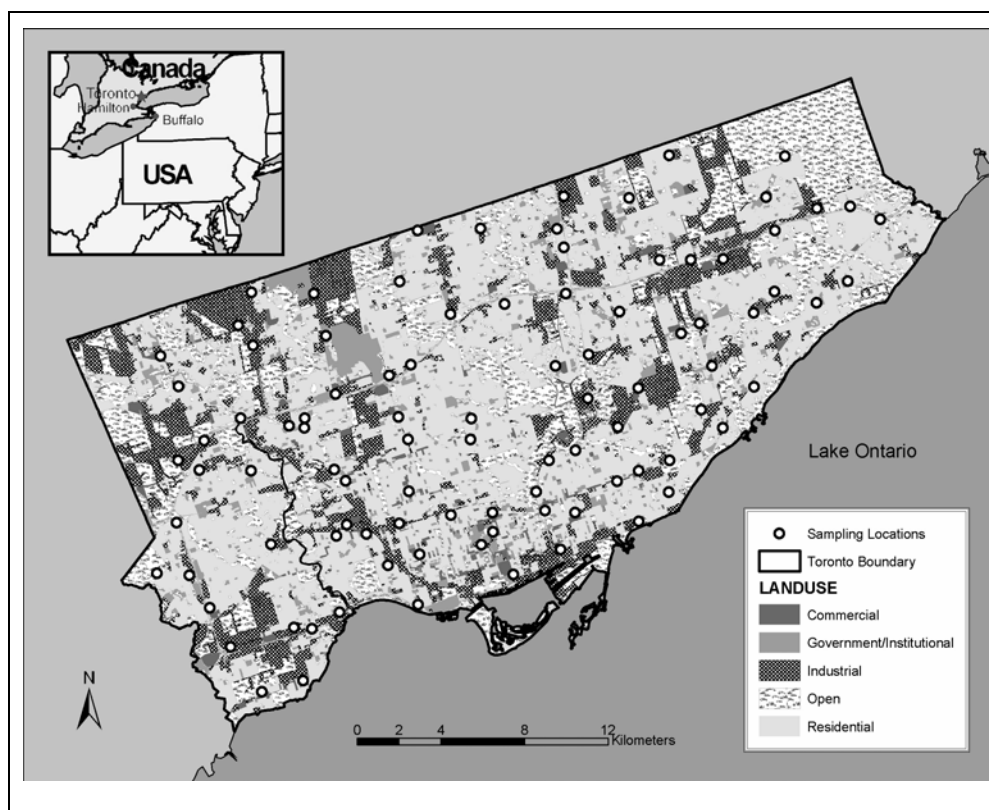 Canada
Toronto
Hamilton
Buffalo
USA
Lake Ontario
Sampling Locations
Toronto Boundary
LANDUSE
Commercial
Government/Institutional
Industrial
Open
Residential
N
0 2 4 8 12
Kilometers